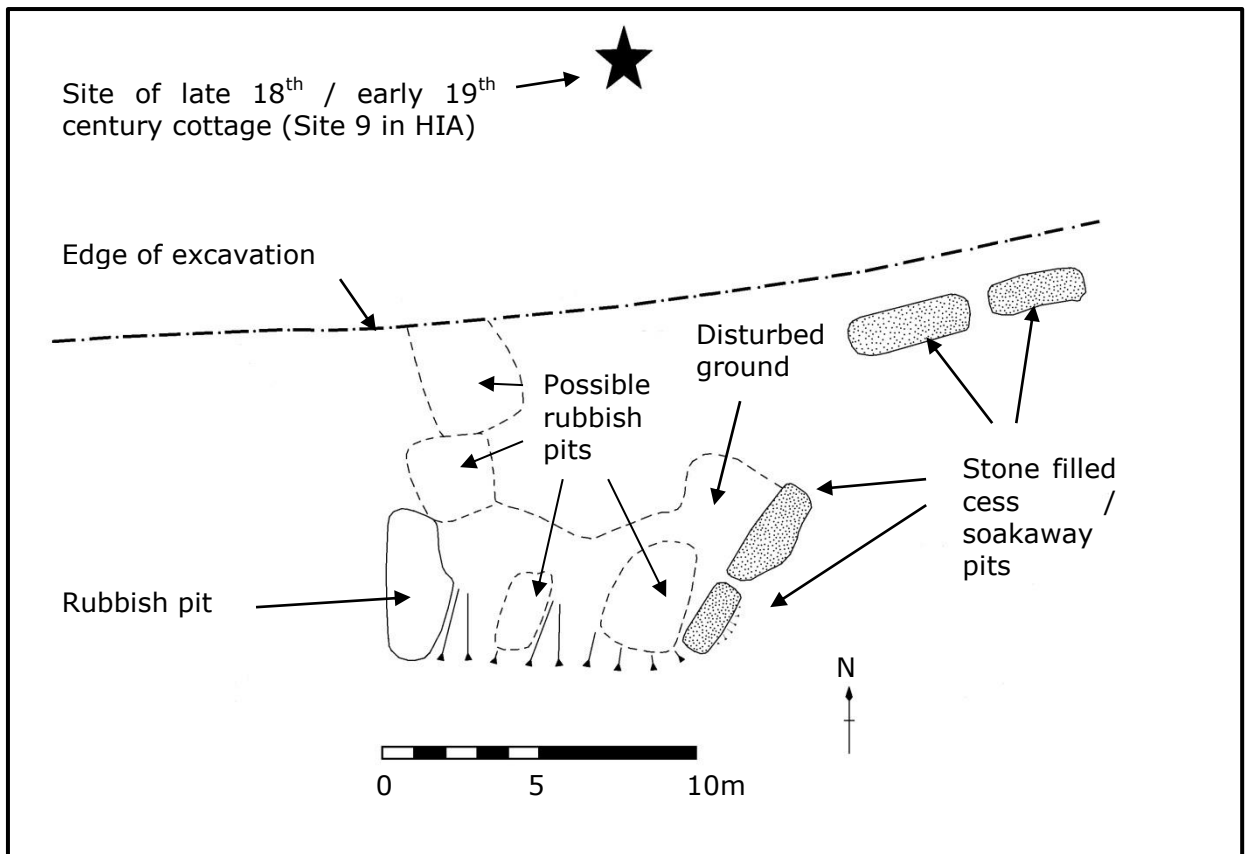 Site of late 18th / early 19th
century cottage (Site 9 in HIA)
Edge of excavation
Disturbed
ground
Possible
rubbish
pits
Stone filled
cess /
soakaway
pits
Rubbish pit
N
0 5 10m